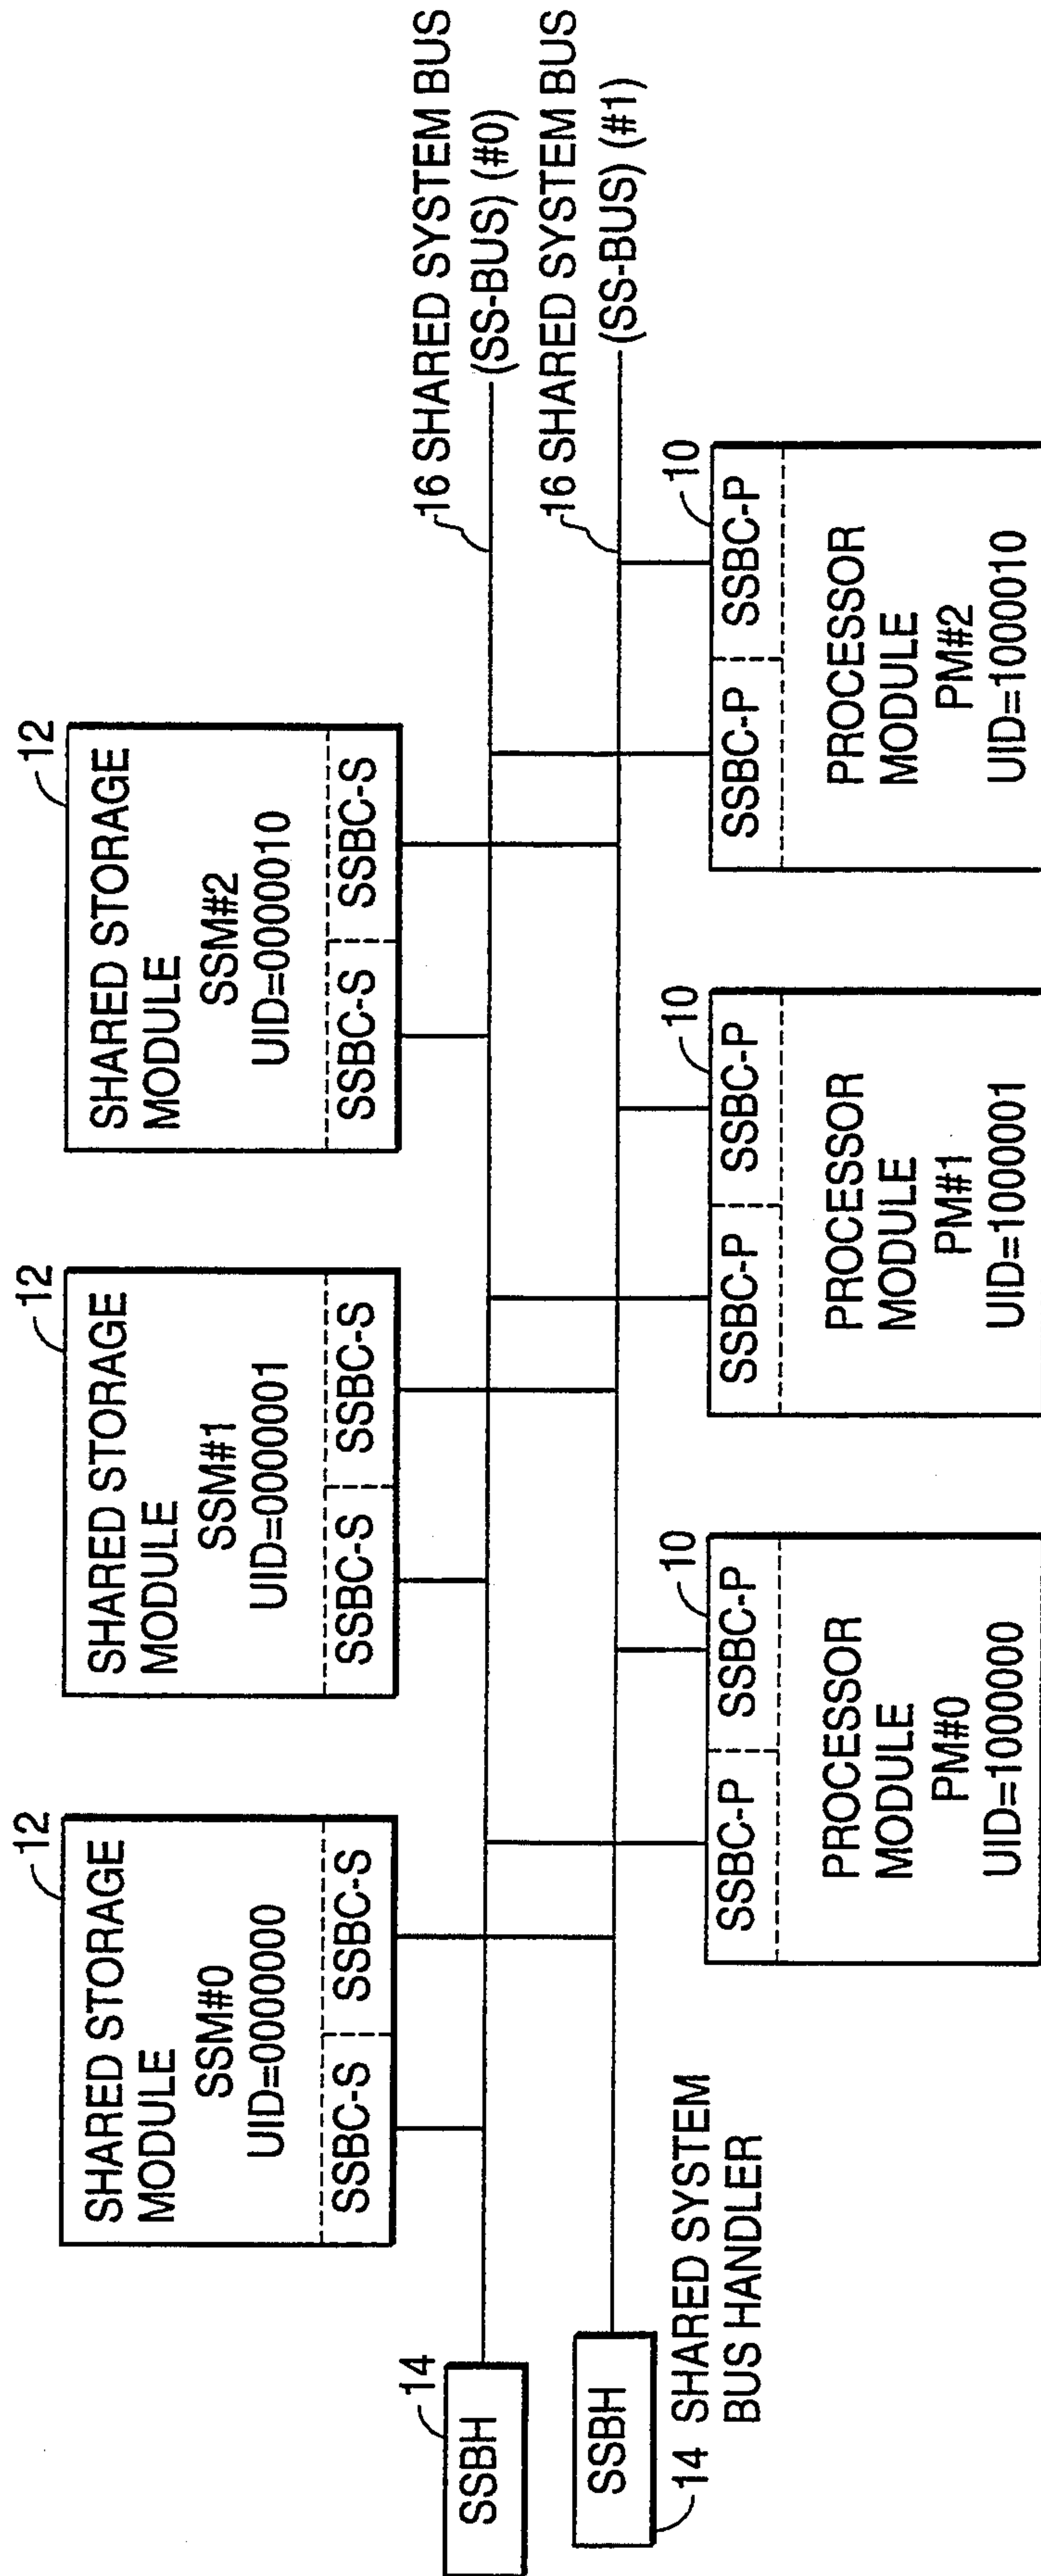 12
SHARED STORAGE
MODULE
SSM#0
UID=0000000
SSBC-S
SSBC-S
12
SHARED STORAGE
MODULE
SSM#1
UID=0000001
SSBC-S
SSBC-S
12
SHARED STORAGE
MODULE
SSM#2
UID=0000010
SSBC-S
SSBC-S
14
SSBH
16 SHARED SYSTEM BUS
(SS-BUS) (#0)
SSBH
14 SHARED SYSTEM
BUS HANDLER
16 SHARED SYSTEM BUS
(SS-BUS) (#1)
10
SSBC-P
SSBC-P
PROCESSOR
MODULE
PM#0
UID=1000000
10
SSBC-P
SSBC-P
PROCESSOR
MODULE
PM#1
UID=1000001
10
SSBC-P
SSBC-P
PROCESSOR
MODULE
PM#2
UID=1000010